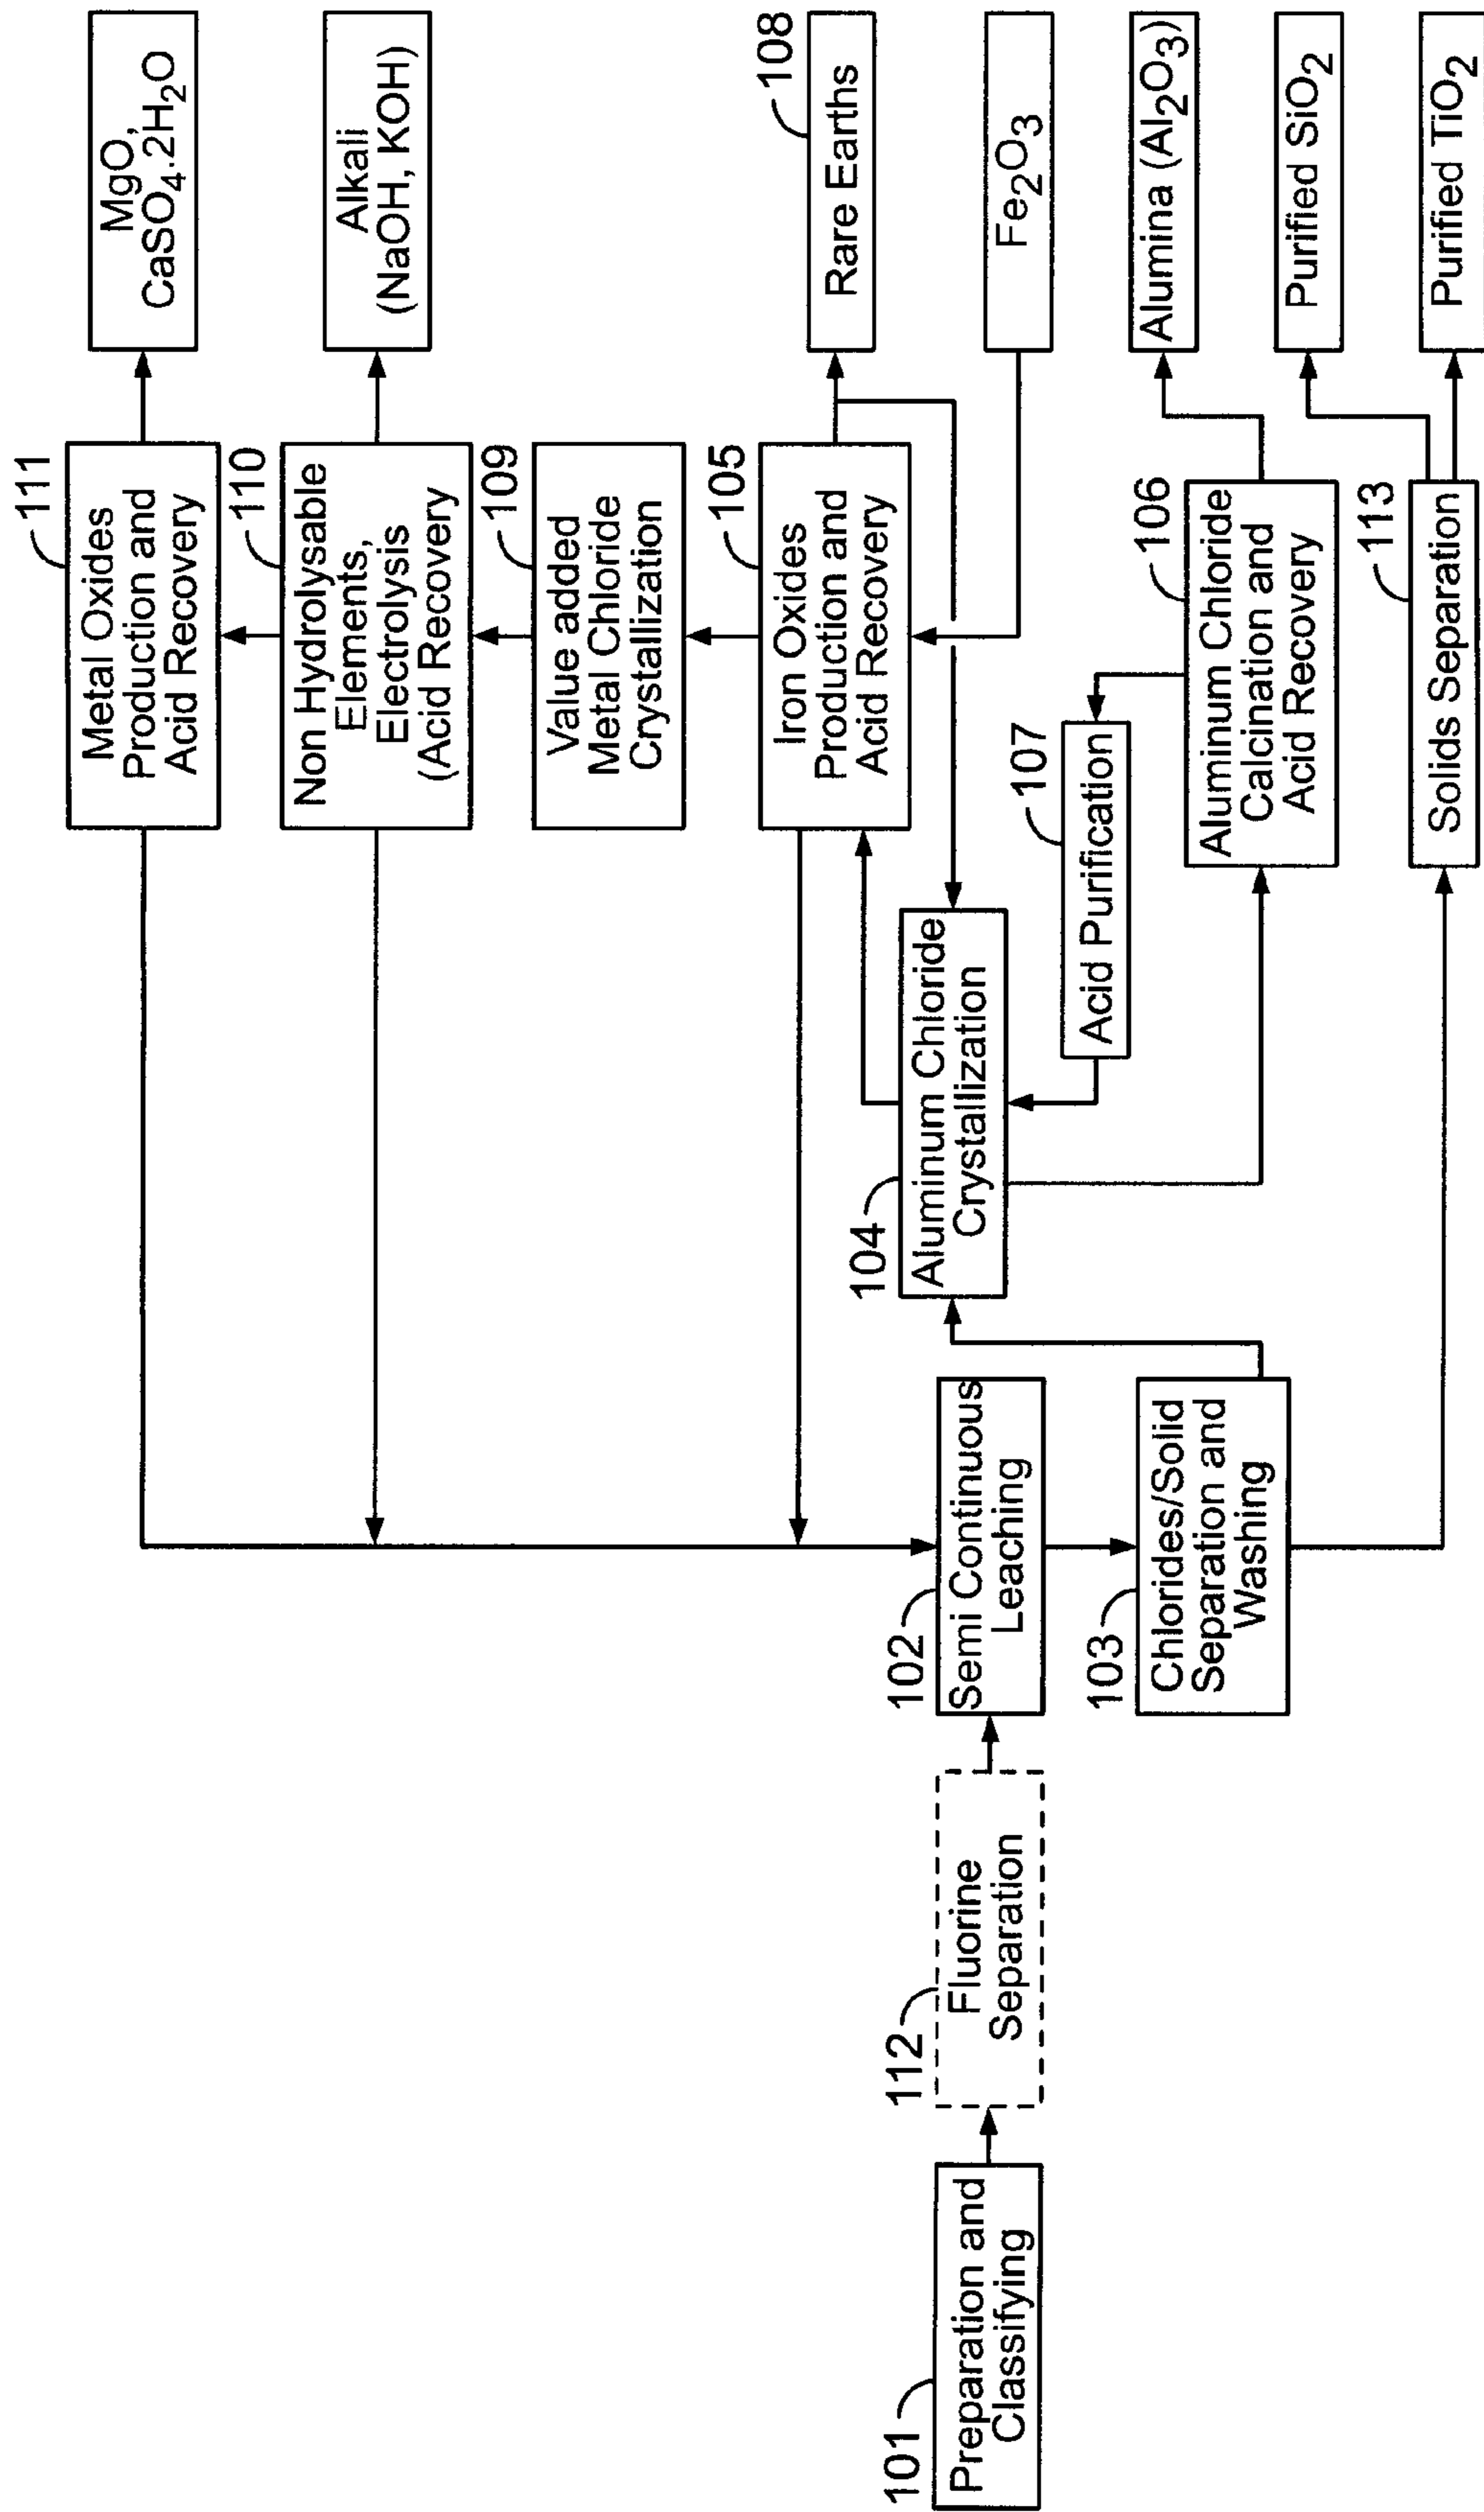 101
Preparation and
Classifying
112
Fluorine
Separation
102
Semi Continuous
Leaching
103
Chlorides/Solid
Separation and
Washing
104
Aluminum Chloride
Crystallization
107
Acid Purification
111
Metal Oxides
Production and
Acid Recovery
110
Non Hydrolysable
Elements,
Electrolysis
(Acid Recovery
109
Value added
Metal Chloride
Crystallization
105
Iron Oxides
Production and
Acid Recovery
106
Aluminum Chloride
Calcination and
Acid Recovery
113
Solids Separation
MgO,
CaSO4.2H2O
Alkali
(NaOH, KOH)
108
Rare Earths
Fe2O3
Alumina (Al2O3)
Purified SiO2
Purified TiO2